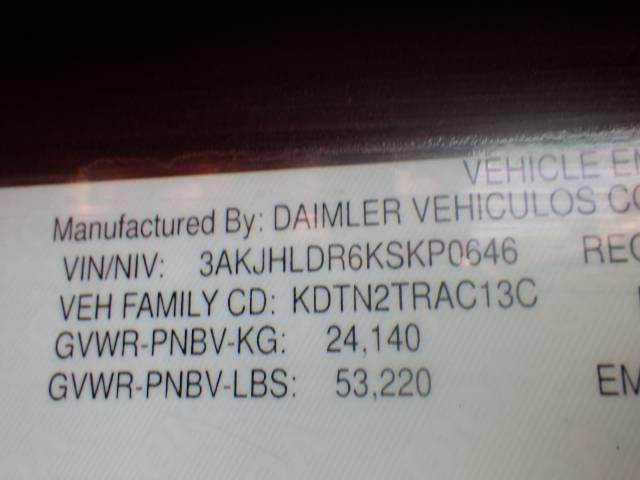 VEHICLE
Manufactured By: DAIMLER VEHICULOS
VIN/NIV: 3AKJHLDR6KSKP0646
VEH FAMILY CD: KDTN2TRAC13C
GVWR-PNBV-KG: 24,140
GVWR-PNBV-LBS: 53,220